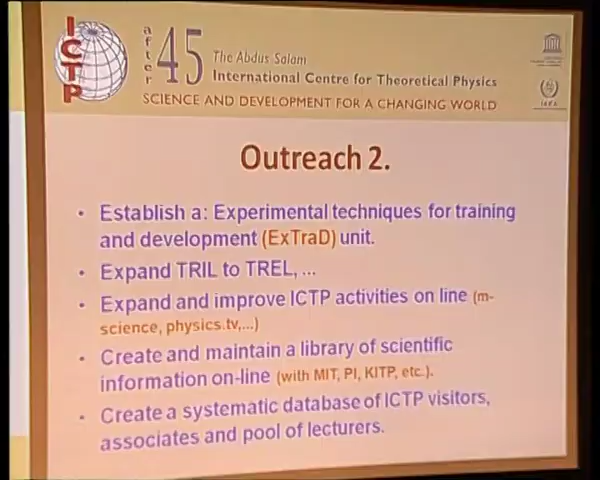 ICTP
after
45
The Abdus Salam
International Centre for Theoretical Physics
SCIENCE AND DEVELOPMENT FOR A CHANGING WORLD
IAEA
Outreach 2.
• Establish a: Experimental techniques for training
and development (ExTraD) unit.
• Expand TRIL to TREL, ...
• Expand and improve ICTP activities on line (m-
science, physics.tv,...)
• Create and maintain a library of scientific
information on-line (with MIT, PI, KITP, etc.).
• Create a systematic database of ICTP visitors,
associates and pool of lecturers.